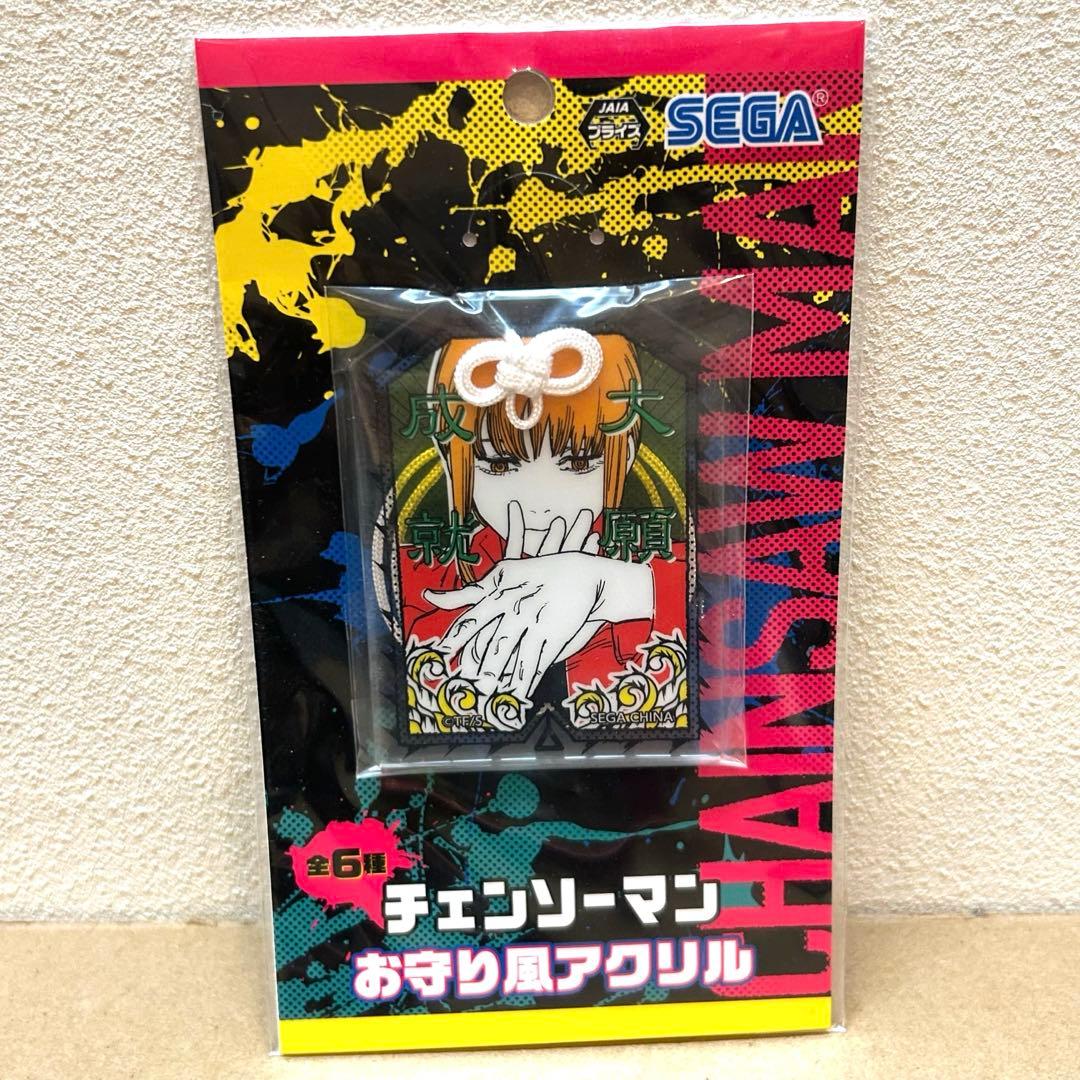 JAIA
プライズ
SEGA®
CHAINSAW MAN
大願
成就
©TF/S
SEGA CHINA
全6種
チェンソーマン
お守り風アクリル